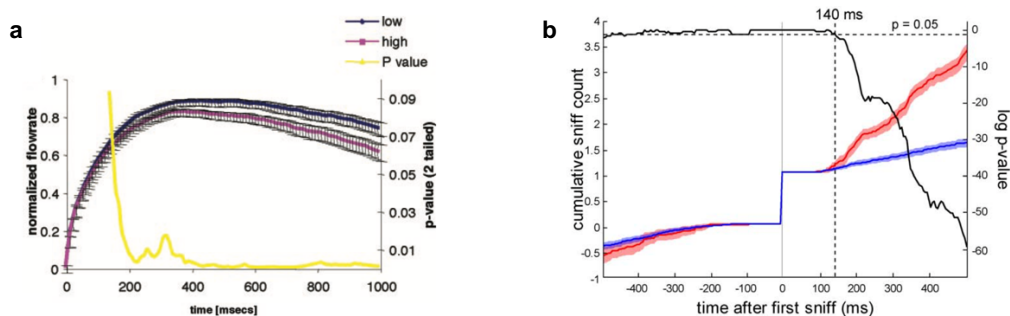 a
low
high
P value
1
0.8
0.6
0.4
0.2
0
normalized flowrate
0.09
0.07
0.05
0.03
0.01
p-value (2 tailed)
0 200 400 600 800 1000
time [msecs]
b
140 ms
p = 0.05
4
3.5
3
2.5
2
1.5
1
0.5
0
-0.5
-1
cumulative sniff count
0
-10
-20
-30
-40
-50
-60
log p-value
-400 -300 -200 -100 0 100 200 300 400
time after first sniff (ms)